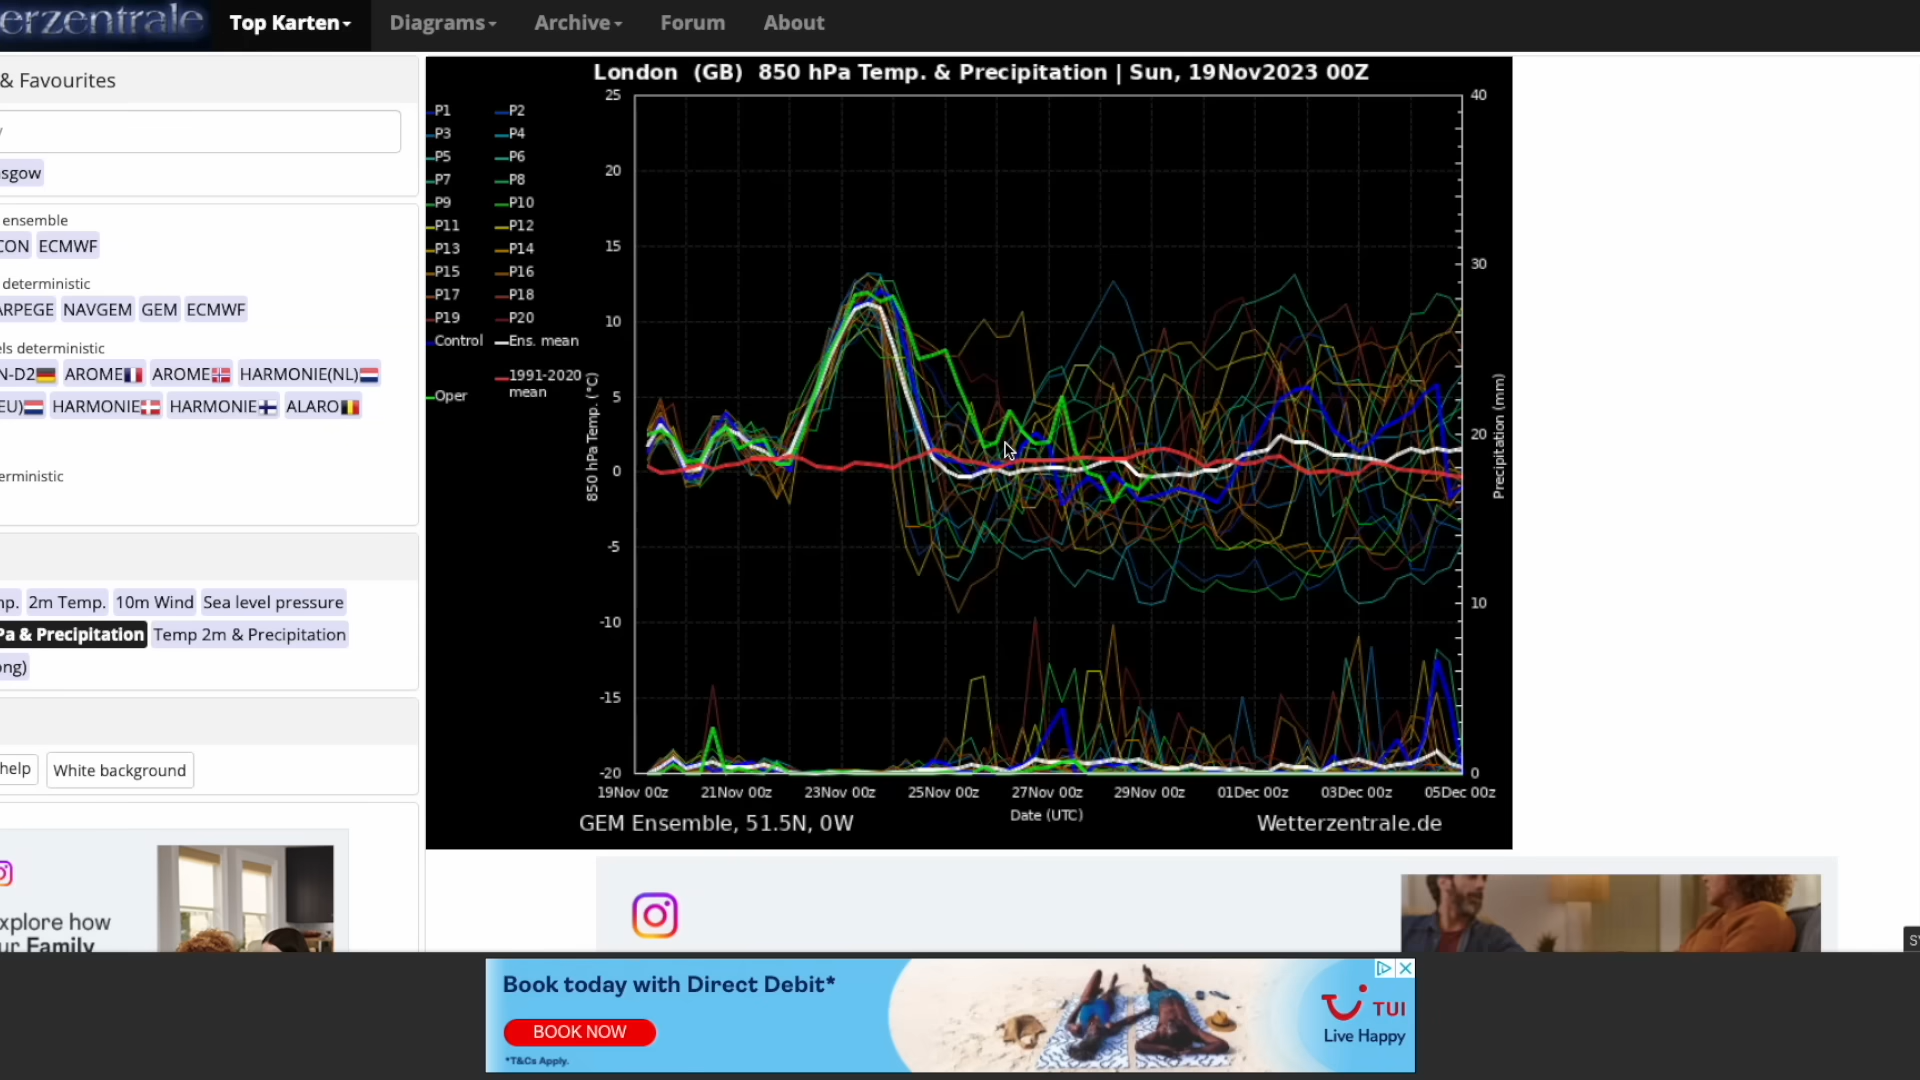 erzentrale
Top Karten
Diagrams
Archive
Forum
About
& Favourites
sgow
ensemble
CON ECMWF
deterministic
ARPEGE NAVGEM GEM ECMWF
els deterministic
N-D2 AROME AROME HARMONIE(NL)
EU) HARMONIE HARMONIE ALARO
erministic
mp. 2m Temp. 10m Wind Sea level pressure
Pa & Precipitation Temp 2m & Precipitation
ong)
help White background
xplore how
ur Family
London (GB) 850 hPa Temp. & Precipitation | Sun, 19Nov2023 00Z
P1 P2
P3 P4
P5 P6
P7 P8
P9 P10
P11 P12
P13 P14
P15 P16
P17 P18
P19 P20
Control Ens. mean
1991-2020
mean
Oper
25
20
15
10
5
0
-5
-10
-15
-20
850 hPa Temp. (°C)
40
30
20
10
0
Precipitation (mm)
19Nov 00z 21Nov 00z 23Nov 00z 25Nov 00z 27Nov 00z 29Nov 00z 01Dec 00z 03Dec 00z 05Dec 00z
Date (UTC)
GEM Ensemble, 51.5N, 0W
Wetterzentrale.de
Book today with Direct Debit*
BOOK NOW
*T&Cs Apply.
TUI
Live Happy